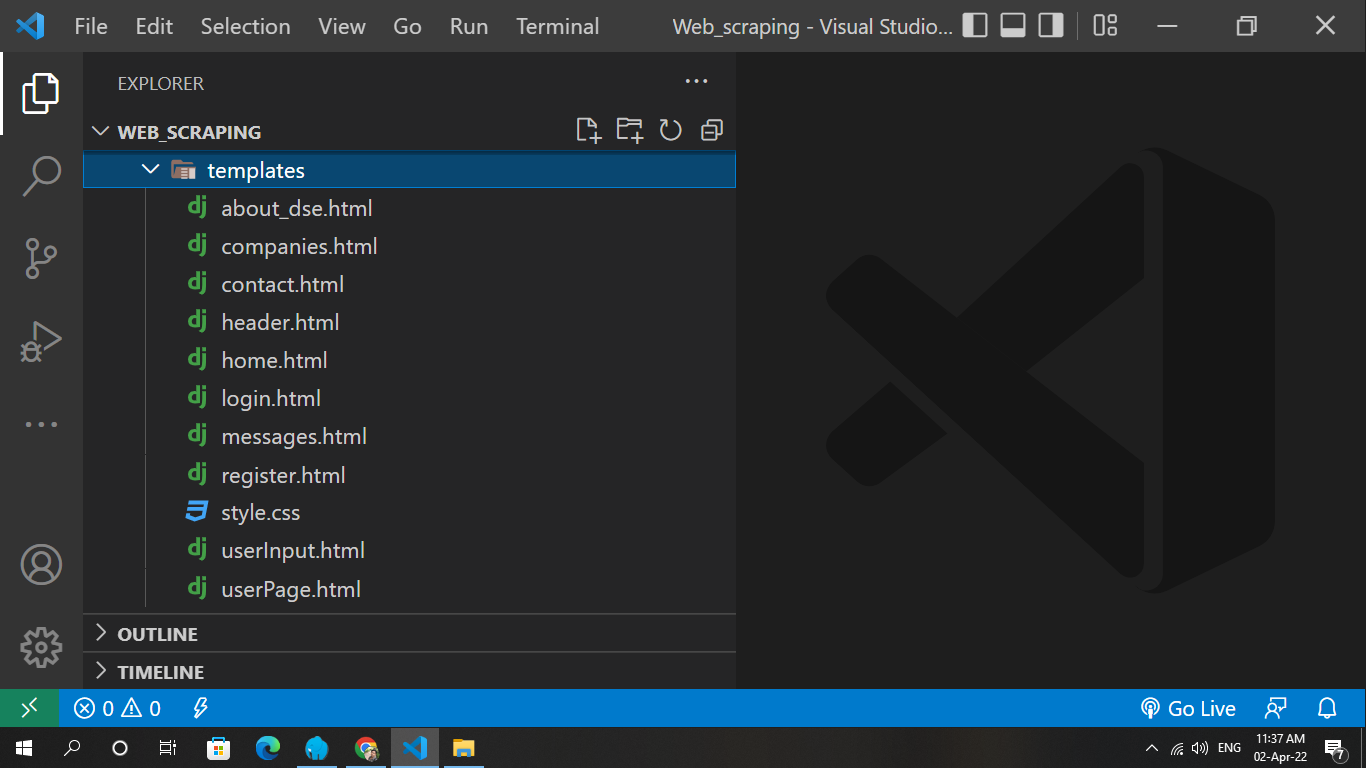 File Edit Selection View Go Run Terminal Web_scraping - Visual Studio...
EXPLORER
WEB_SCRAPING
templates
dj about_dse.html
dj companies.html
dj contact.html
dj header.html
dj home.html
dj login.html
dj messages.html
dj register.html
style.css
dj userInput.html
dj userPage.html
OUTLINE
TIMELINE
0 0 Go Live
ENG 11:37 AM
02-Apr-22 7